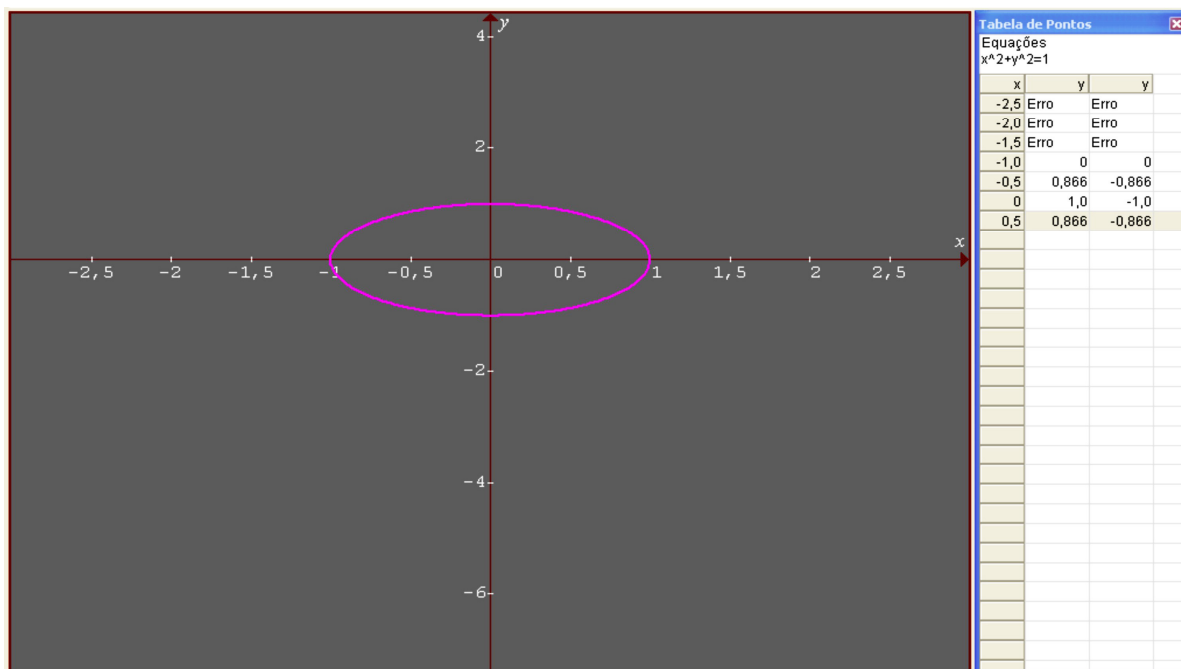 y
4
2
x
-2,5 -2 -1,5 -1 -0,5 0 0,5 1 1,5 2 2,5
-2
-4
-6
Tabela de Pontos
Equações
x^2+y^2=1
x y y
-2,5 Erro Erro
-2,0 Erro Erro
-1,5 Erro Erro
-1,0 0 0
-0,5 0,866 -0,866
0 1,0 -1,0
0,5 0,866 -0,866